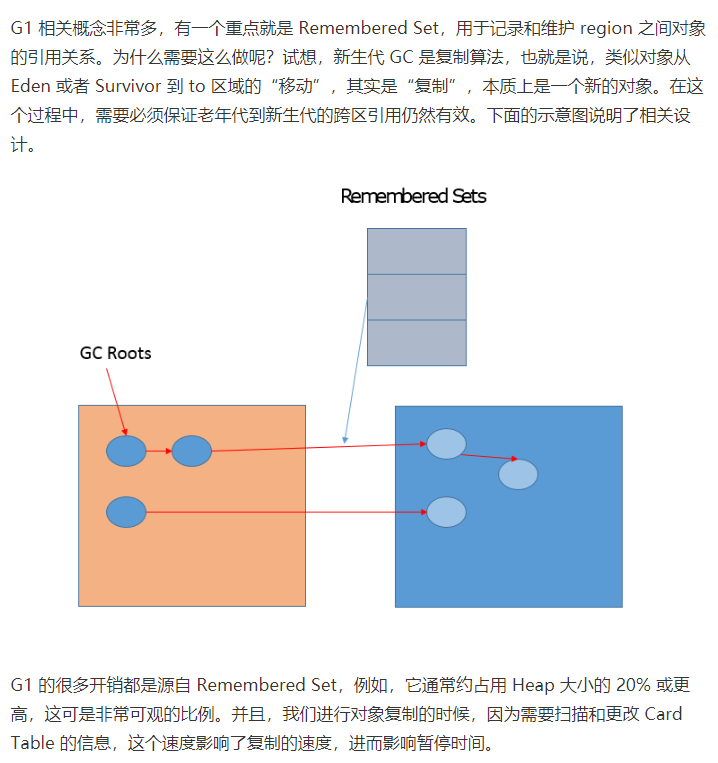 G1 相关概念非常多，有一个重点就是 Remembered Set，用于记录和维护 region 之间对象
的引用关系。为什么需要这么做呢？试想，新生代 GC 是复制算法，也就是说，类似对象从
Eden 或者 Survivor 到 to 区域的“移动”，其实是“复制”，本质上是一个新的对象。在这
个过程中，需要必须保证老年代到新生代的跨区引用仍然有效。下面的示意图说明了相关设
计。
Remembered Sets
GC Roots
G1 的很多开销都是源自 Remembered Set，例如，它通常约占用 Heap 大小的 20% 或更
高，这可是非常可观的比例。并且，我们进行对象复制的时候，因为需要扫描和更改 Card
Table 的信息，这个速度影响了复制的速度，进而影响暂停时间。